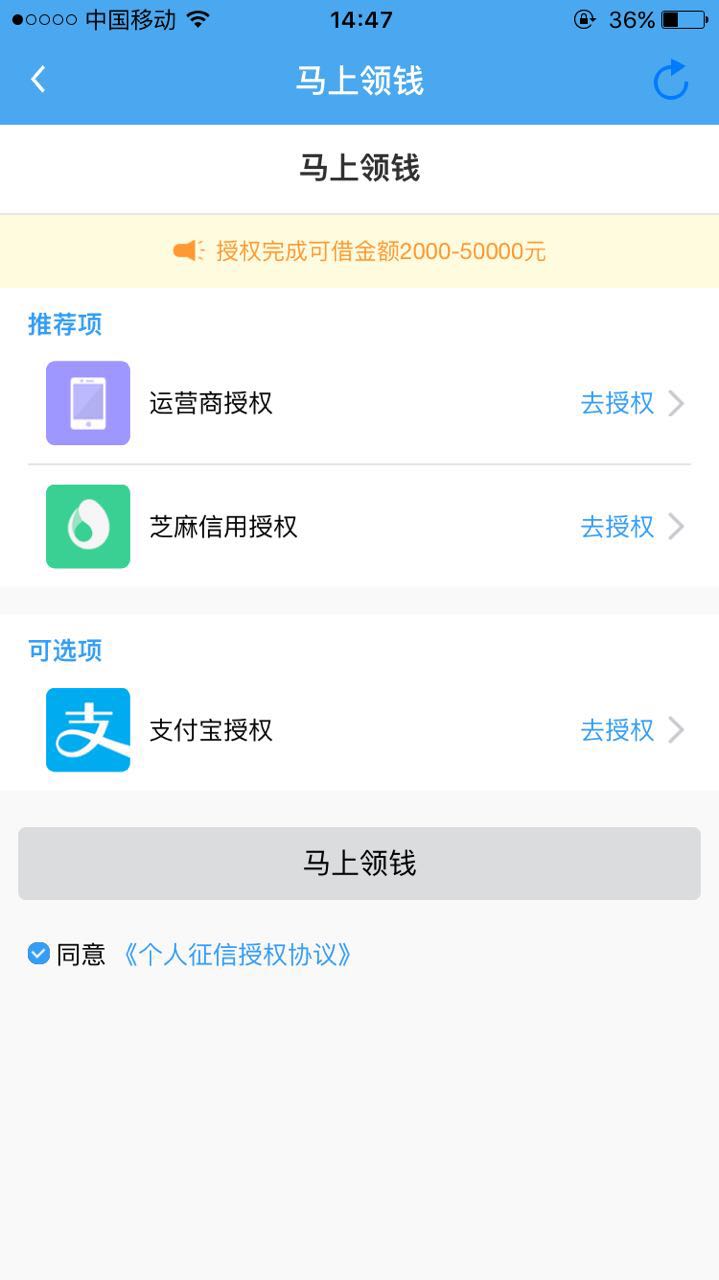 中国移动 14:47 36%
马上领钱
马上领钱
授权完成可借金额2000-50000元
推荐项
运营商授权 去授权
芝麻信用授权 去授权
可选项
支付宝授权 去授权
马上领钱
同意 《个人征信授权协议》